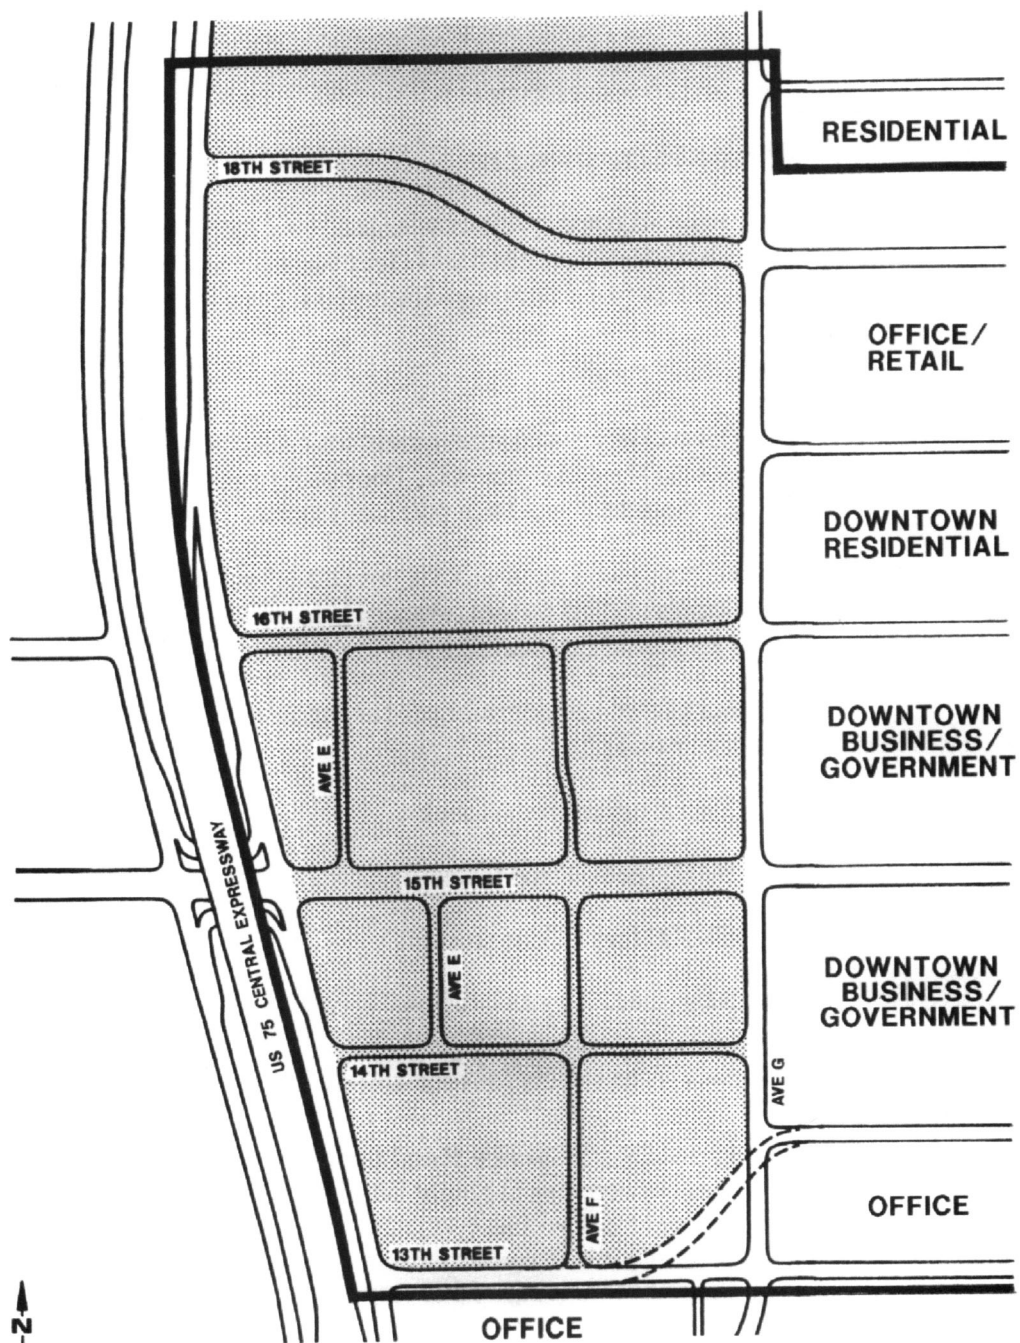 RESIDENTIAL
18TH STREET
OFFICE/
RETAIL
DOWNTOWN
RESIDENTIAL
16TH STREET
DOWNTOWN
BUSINESS/
GOVERNMENT
AVE E
US 75 CENTRAL EXPRESSWAY
15TH STREET
AVE E
DOWNTOWN
BUSINESS/
GOVERNMENT
14TH STREET
AVE G
AVE F
OFFICE
13TH STREET
N
OFFICE